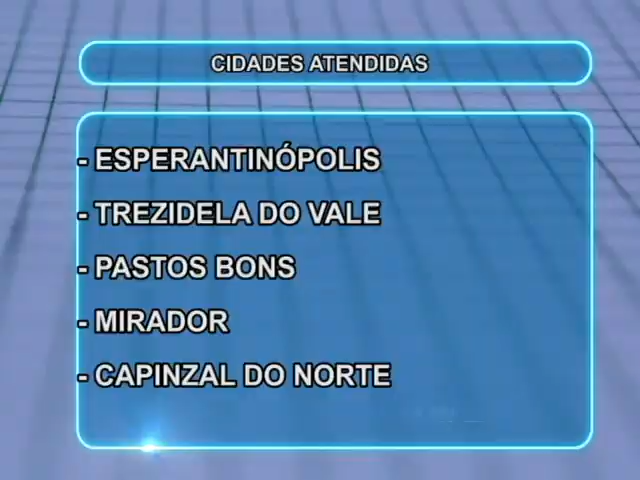 CIDADES ATENDIDAS
- ESPERANTINÓPOLIS
- TREZIDELA DO VALE
- PASTOS BONS
- MIRADOR
- CAPINZAL DO NORTE